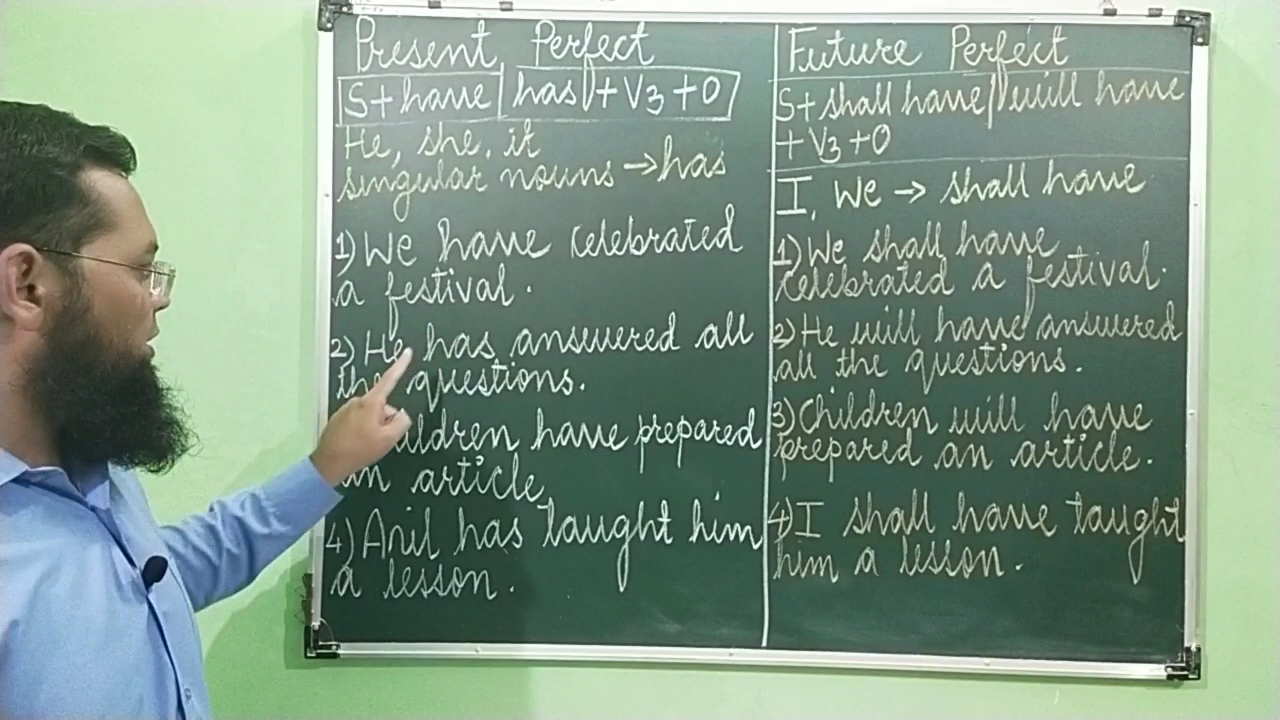 Present Perfect
S+ have/has + V3 + O
He, she, it
singular nouns → has
1) We have celebrated
a festival.
2) He has answered all
the questions.
have prepared
article.
4) Anil has taught him
a lesson.
Future Perfect
S+ shall have/will have
+ V3 + O
I, We → shall have
1) We shall have
celebrated a festival.
2) He will have answered
all the questions.
3) Children will have
prepared an article.
4) I shall have taught
him a lesson.